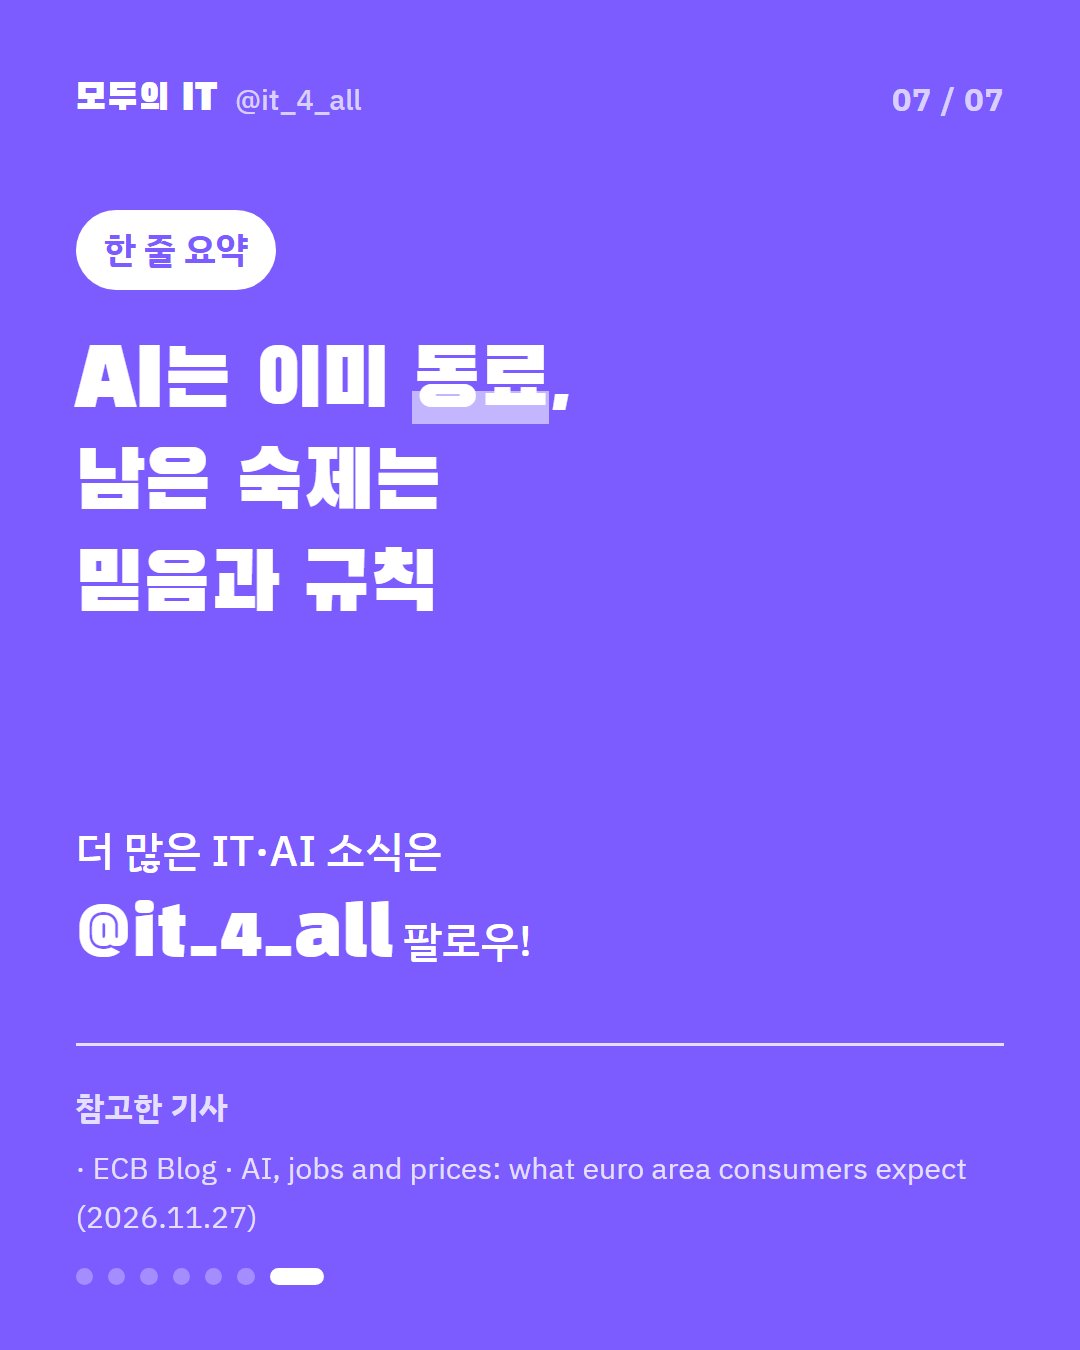 모두의 IT @it_4_all
07 / 07
한 줄 요약
AI는 이미 동료,
남은 숙제는
믿음과 규칙
더 많은 IT·AI 소식은
@it_4_all 팔로우!
참고한 기사
· ECB Blog · AI, jobs and prices: what euro area consumers expect
(2026.11.27)